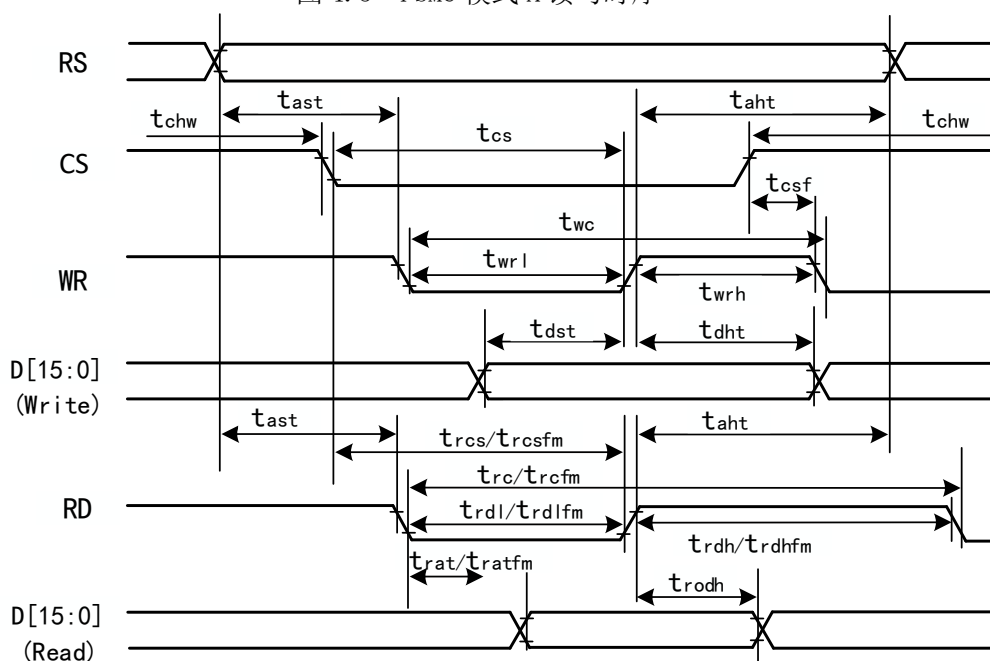 RS
tast
taht
tchw
tchw
tcs
CS
tcsf
twc
twrl
WR
twrh
tdst
tdht
D[15:0]
(Write)
tast
taht
trcs/trcsfm
trc/trcfm
RD
trdl/trdlfm
trdh/trdhfm
trat/tratfm
trodh
D[15:0]
(Read)